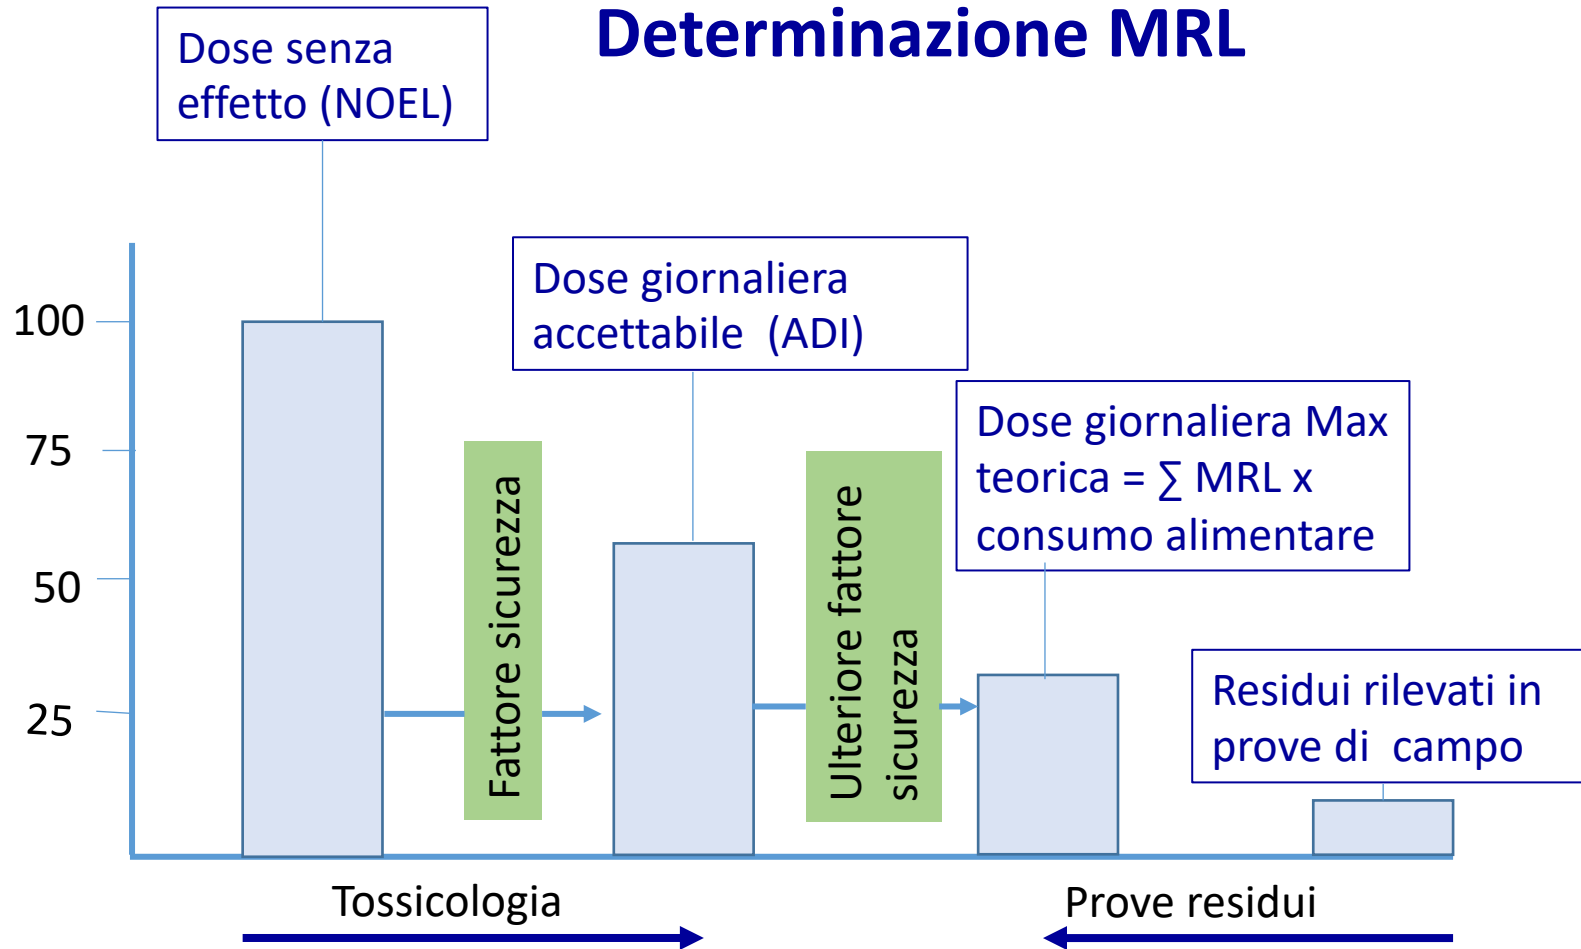 Determinazione MRL
Dose senza
effetto (NOEL)
Dose giornaliera
accettabile (ADI)
Dose giornaliera Max
teorica = ∑ MRL x
consumo alimentare
Residui rilevati in
prove di campo
100
75
50
25
Fattore sicurezza
Ulteriore fattore
sicurezza
Tossicologia
Prove residui